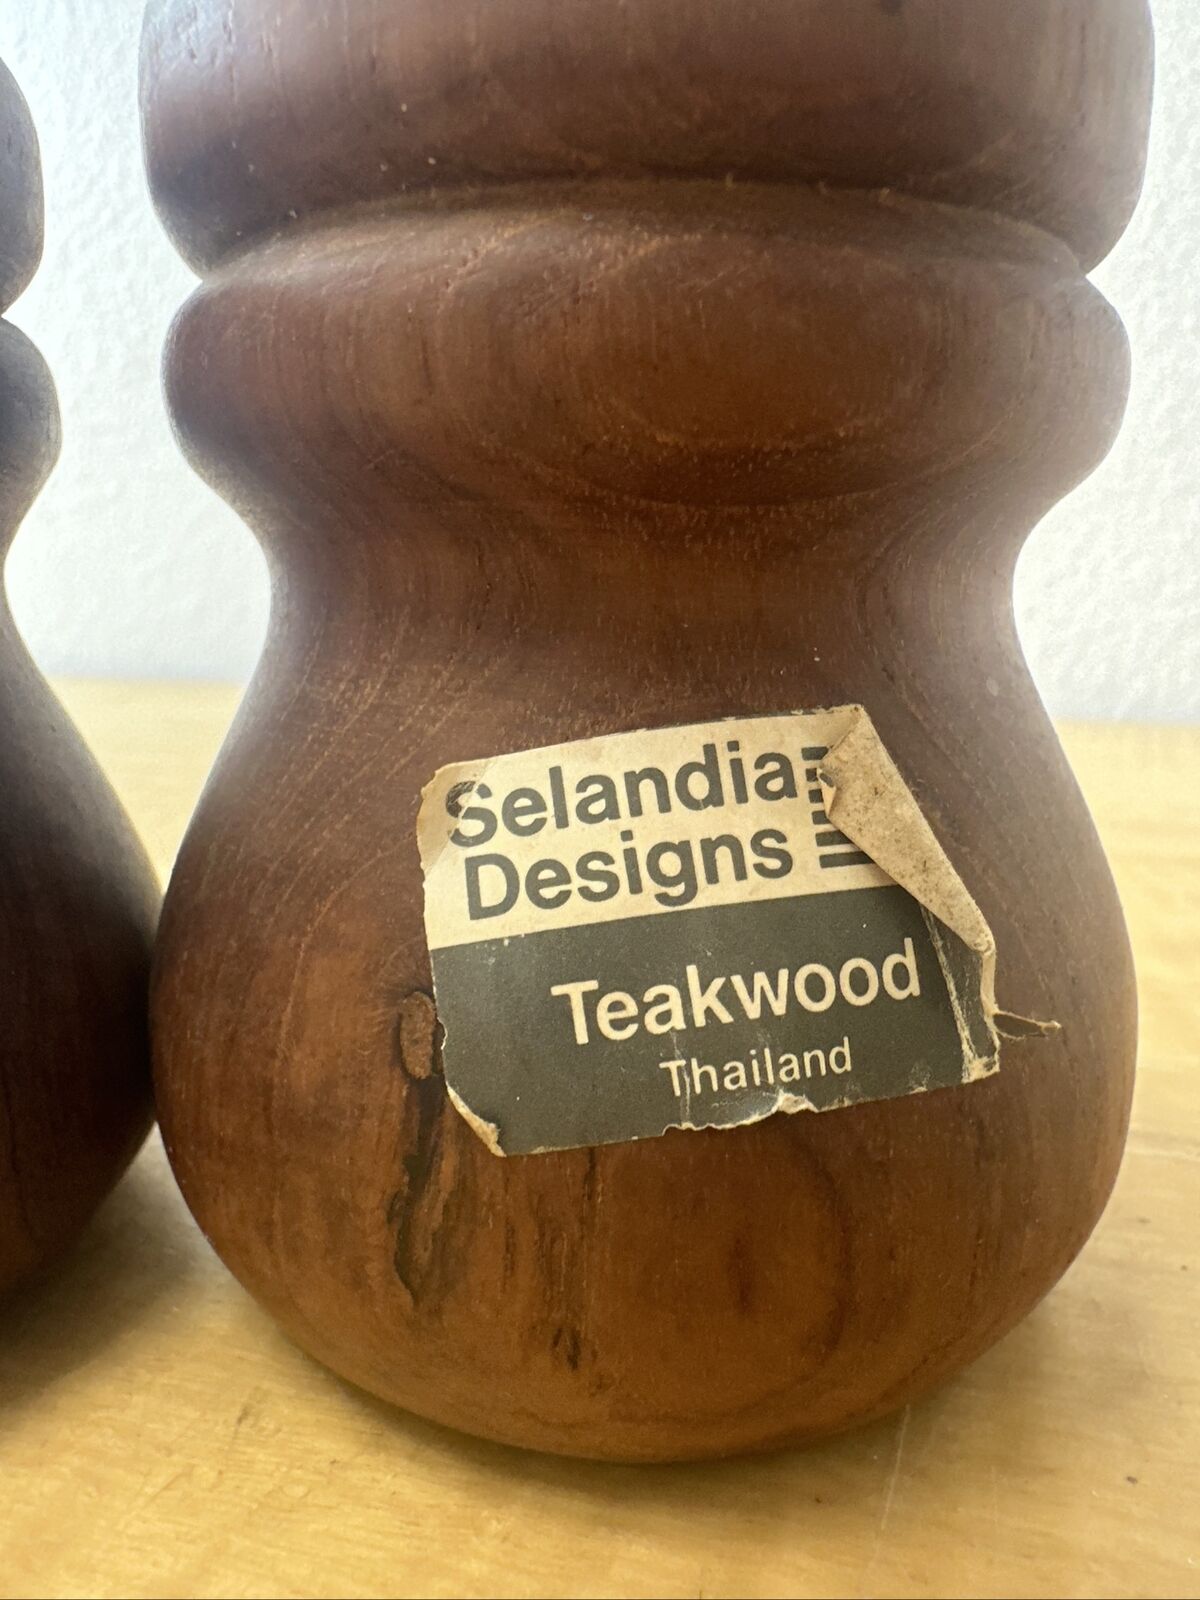 Selandia
Designs
Teakwood
Thailand